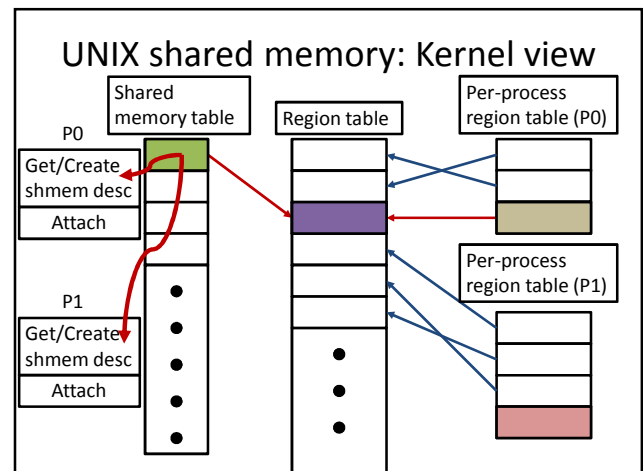 UNIX shared memory: Kernel view
Shared
memory table
Region table
Per-process
region table (P0)
P0
Get/Create
shmem desc
Attach
Per-process
region table (P1)
P1
Get/Create
shmem desc
Attach